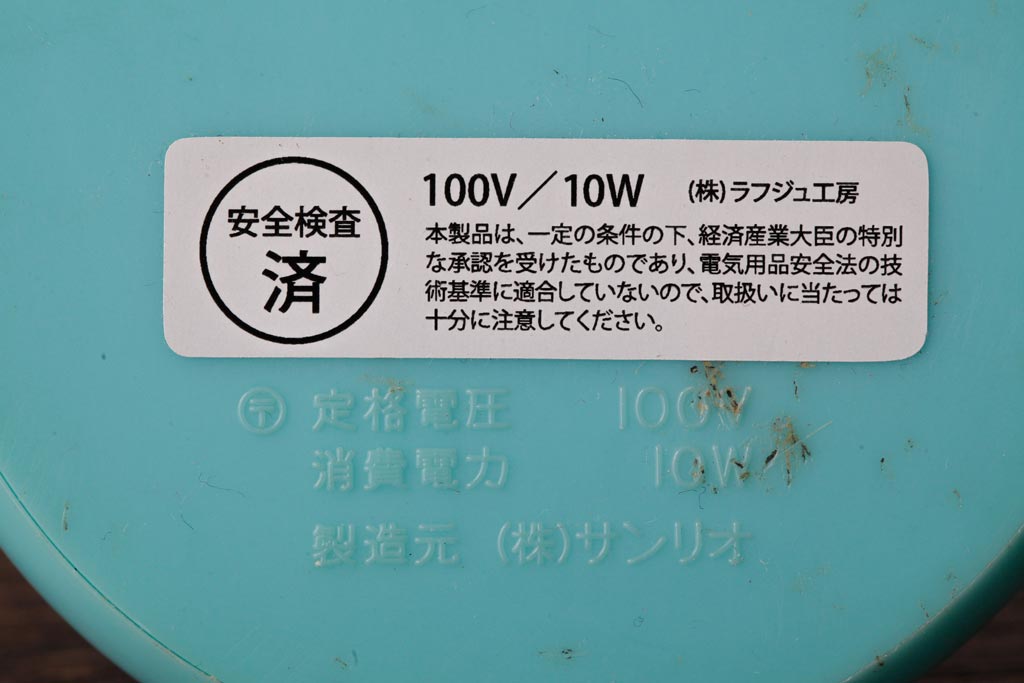 安全検査
済
100V／10W (株)ラフジュ工房
本製品は、一定の条件の下、経済産業大臣の特別
な承認を受けたものであり、電気用品安全法の技
術基準に適合していないので、取扱いに当たっては
十分に注意してください。
〒 定格電圧 100V
消費電力 10W
製造元 (株)サンリオ